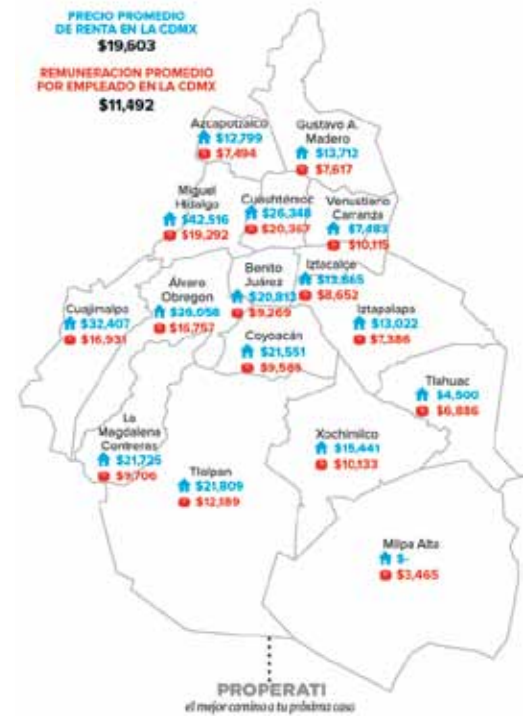 PRECIO PROMEDIO
DE RENTA EN LA CDMX
$19,603
REMUNERACIÓN PROMEDIO
POR EMPLEADO EN LA CDMX
$11,492
Azcapotzalco
$12,799
$7,494
Gustavo A.
Madero
$13,712
$7,617
Miguel
Hidalgo
$42,516
$19,292
Cuauhtémoc
$26,348
$20,367
Venustiano
Carranza
$7,483
$10,115
Iztacalco
$8,652
Benito
Juárez
$20,813
$9,269
Álvaro
Obregón
$26,058
$16,757
Cuajimalpa
$32,407
$16,931
Iztapalapa
$13,022
$7,386
Coyoacán
$21,551
Tlahuac
$4,500
$6,886
La
Magdalena
Contreras
$21,725
$9,706
Tlalpan
$21,809
$12,189
Xochimilco
$15,441
$10,133
Milpa Alta
$-
$3,465
PROPERATI
el mejor camino a tu próxima casa